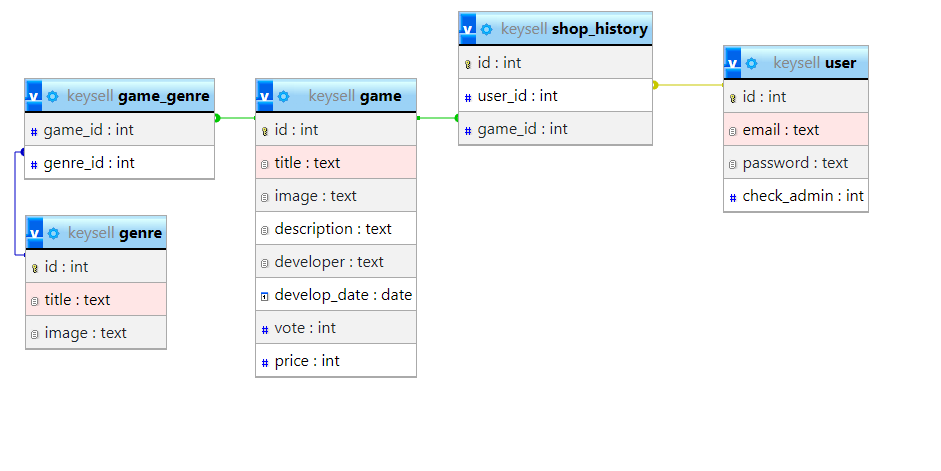 v keysell game_genre
# game_id : int
# genre_id : int
v keysell genre
id : int
title : text
image : text
v keysell game
id : int
title : text
image : text
description : text
developer : text
develop_date : date
# vote : int
# price : int
v keysell shop_history
id : int
# user_id : int
# game_id : int
v keysell user
id : int
email : text
password : text
# check_admin : int